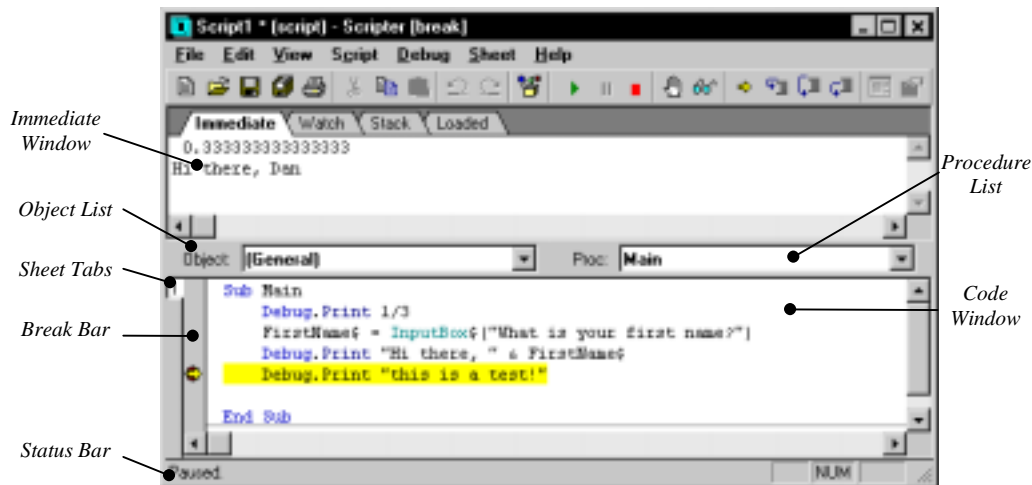 Script1 * (script) - Scripter [break]
File Edit View Script Debug Sheet Help
Immediate Watch Stack Loaded
0.333333333333333
Hi there, Dan
Immediate
Window
Procedure
List
Object List
Object: (General) Proc: Main
Sheet Tabs
1
Sub Main
Debug.Print 1/3
FirstName$ = InputBox$("What is your first name?")
Debug.Print "Hi there, " & FirstName$
Debug.Print "this is a test!"
End Sub
Code
Window
Break Bar
Status Bar
Paused
NUM